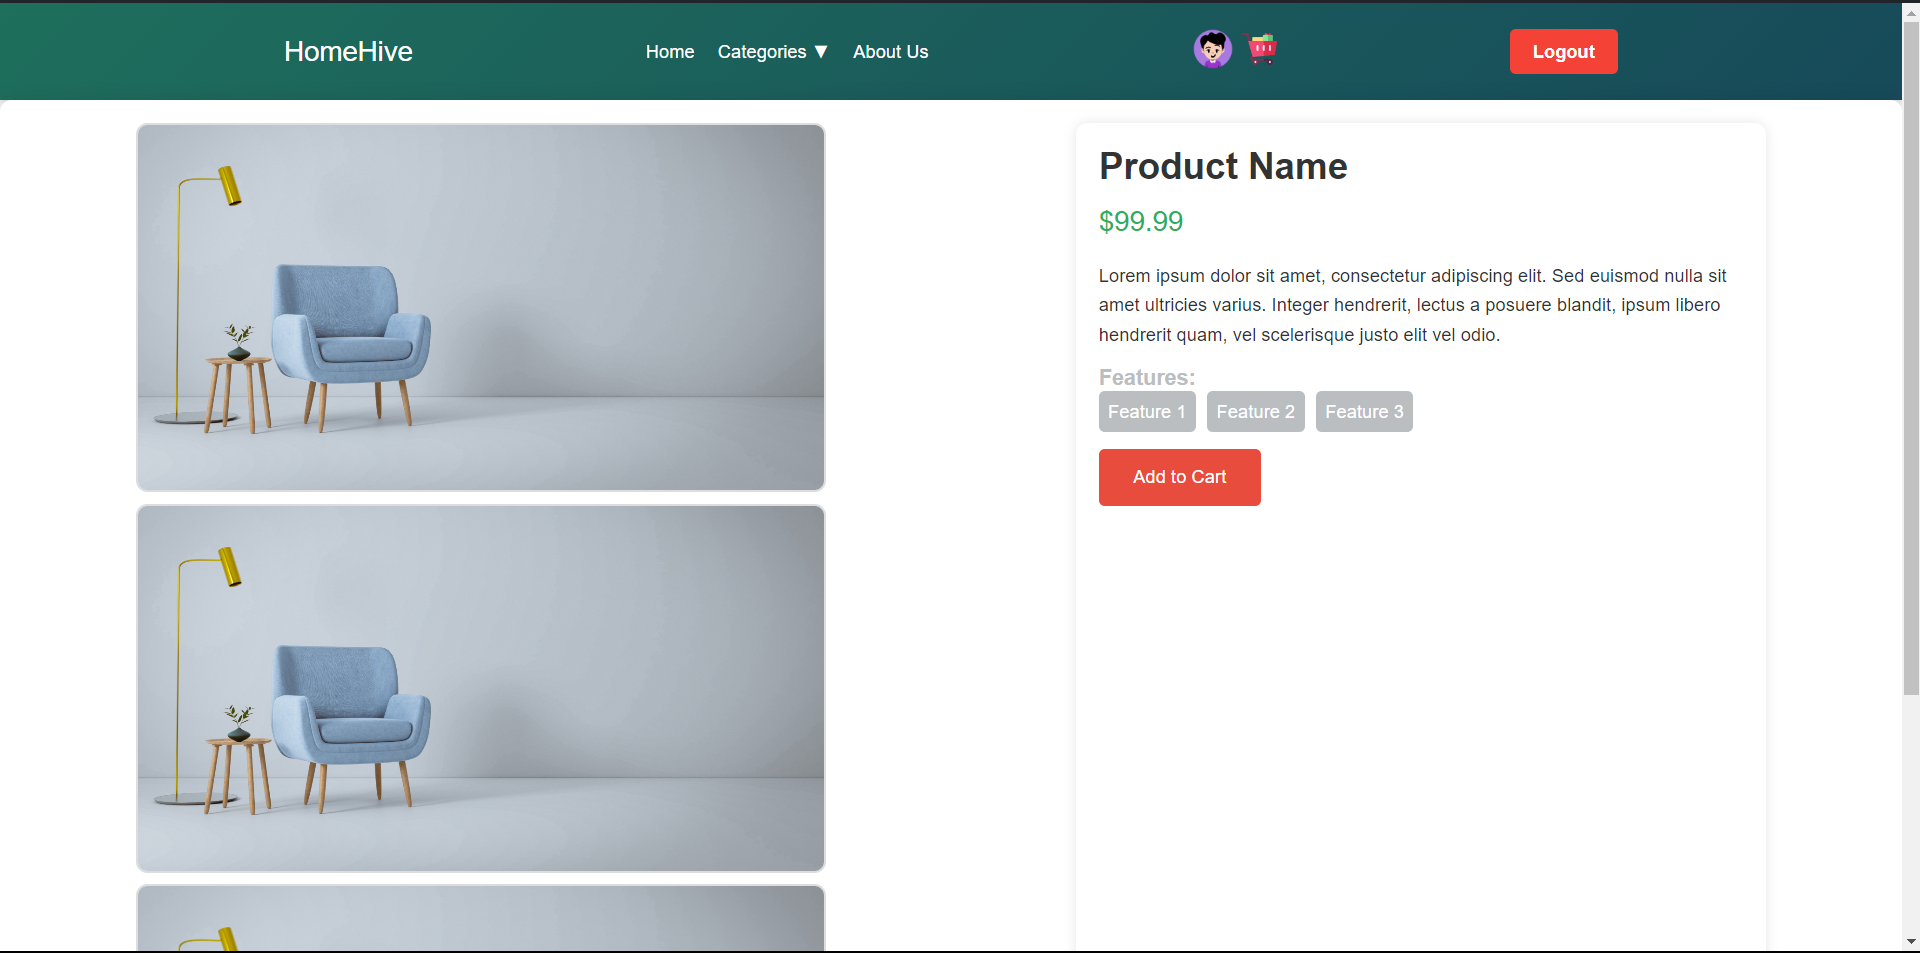 HomeHive
Home
Categories ▼
About Us
Logout
Product Name
$99.99
Lorem ipsum dolor sit amet, consectetur adipiscing elit. Sed euismod nulla sit
amet ultricies varius. Integer hendrerit, lectus a posuere blandit, ipsum libero
hendrerit quam, vel scelerisque justo elit vel odio.
Features:
Feature 1
Feature 2
Feature 3
Add to Cart